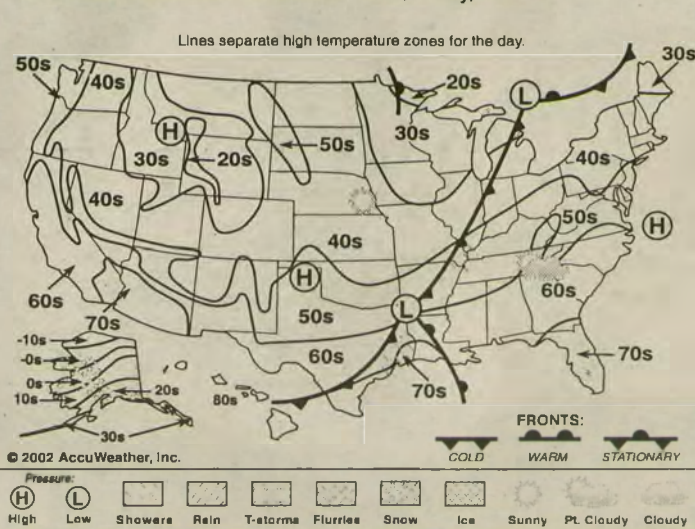 Lines separate high temperature zones for the day.
50s
40s
20s
30s
H
L
30s
20s
50s
30s
40s
40s
50s
H
40s
60s
70s
H
50s
60s
L
60s
70s
70s
-10s
-0s
0s
10s
20s
30s
80s
FRONTS:
COLD WARM STATIONARY
© 2002 AccuWeather, Inc.
Pressure:
H L
High Low Showers Rain T-storms Flurries Snow Ice Sunny Pt. Cloudy Cloudy